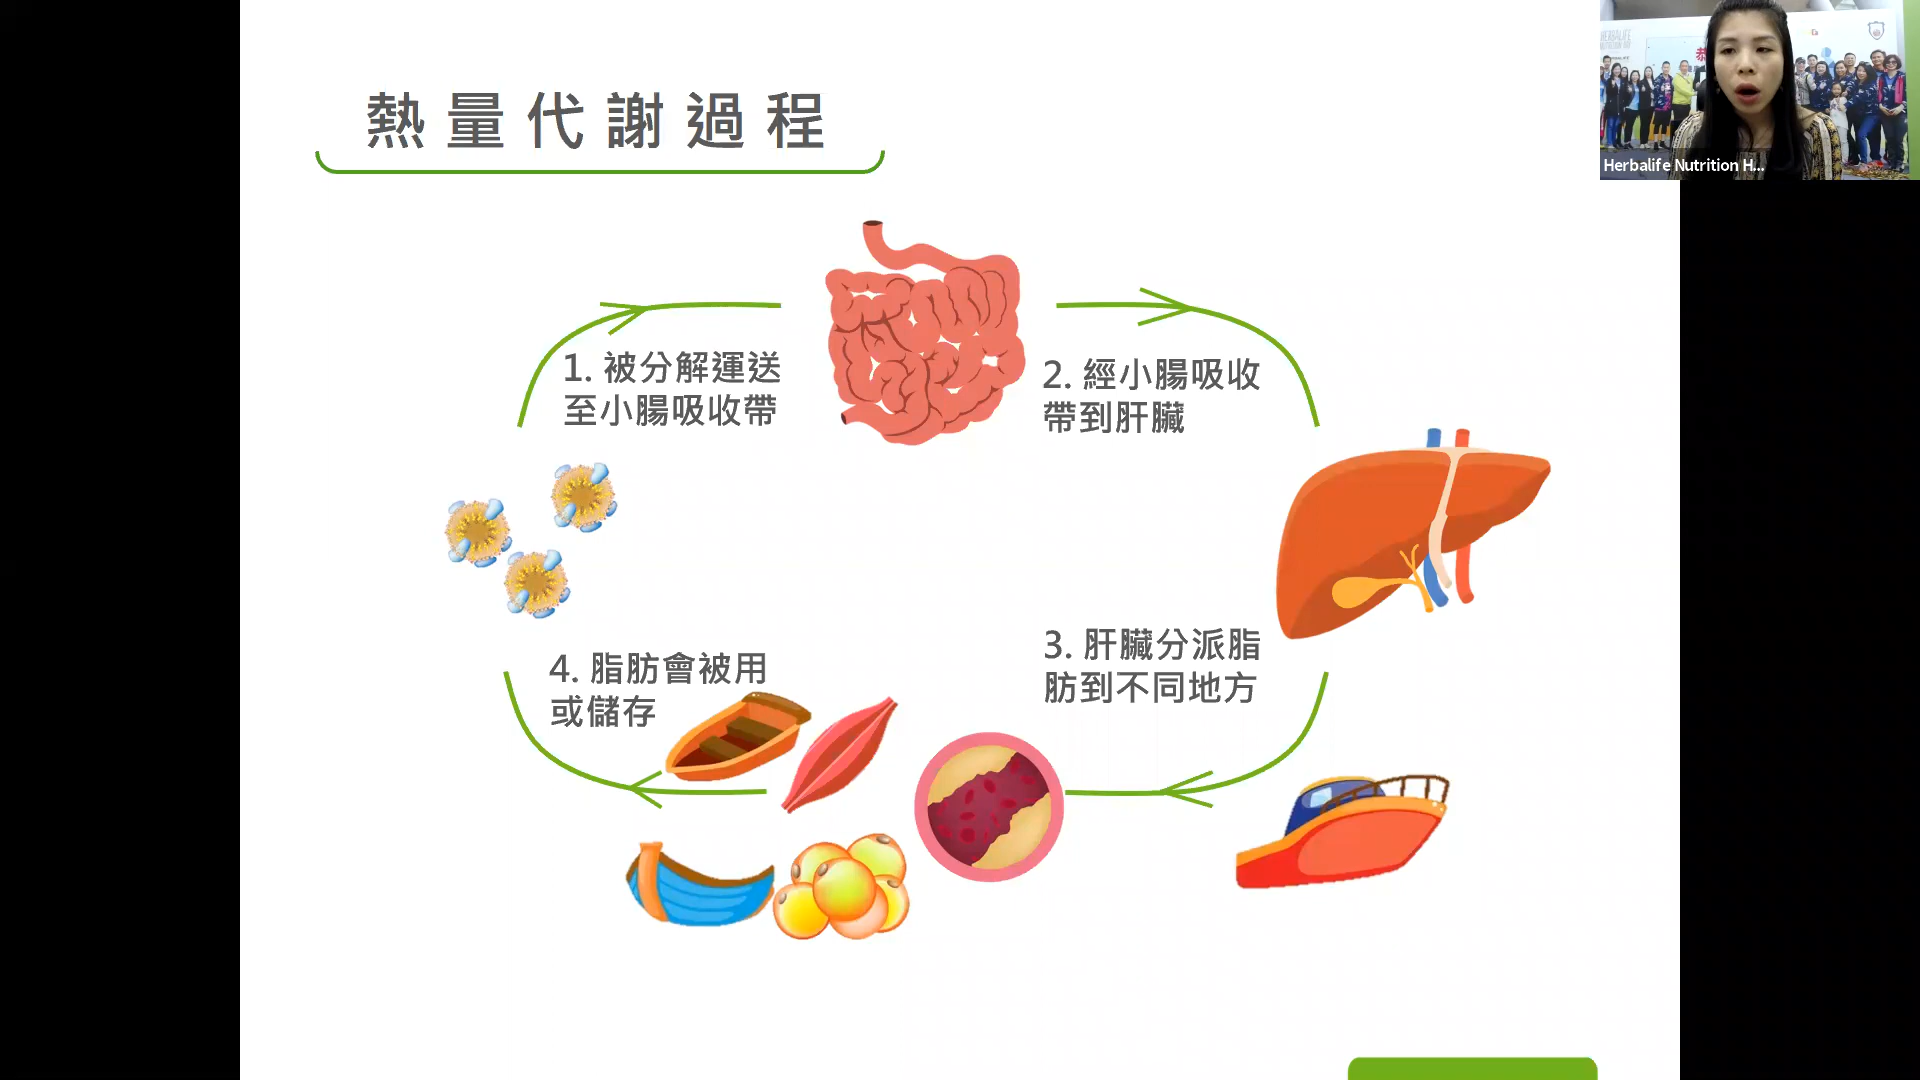 熱量代謝過程
Herbalife Nutrition H...
1. 被分解運送
至小腸吸收帶
2. 經小腸吸收
帶到肝臟
3. 肝臟分派脂
肪到不同地方
4. 脂肪會被用
或儲存